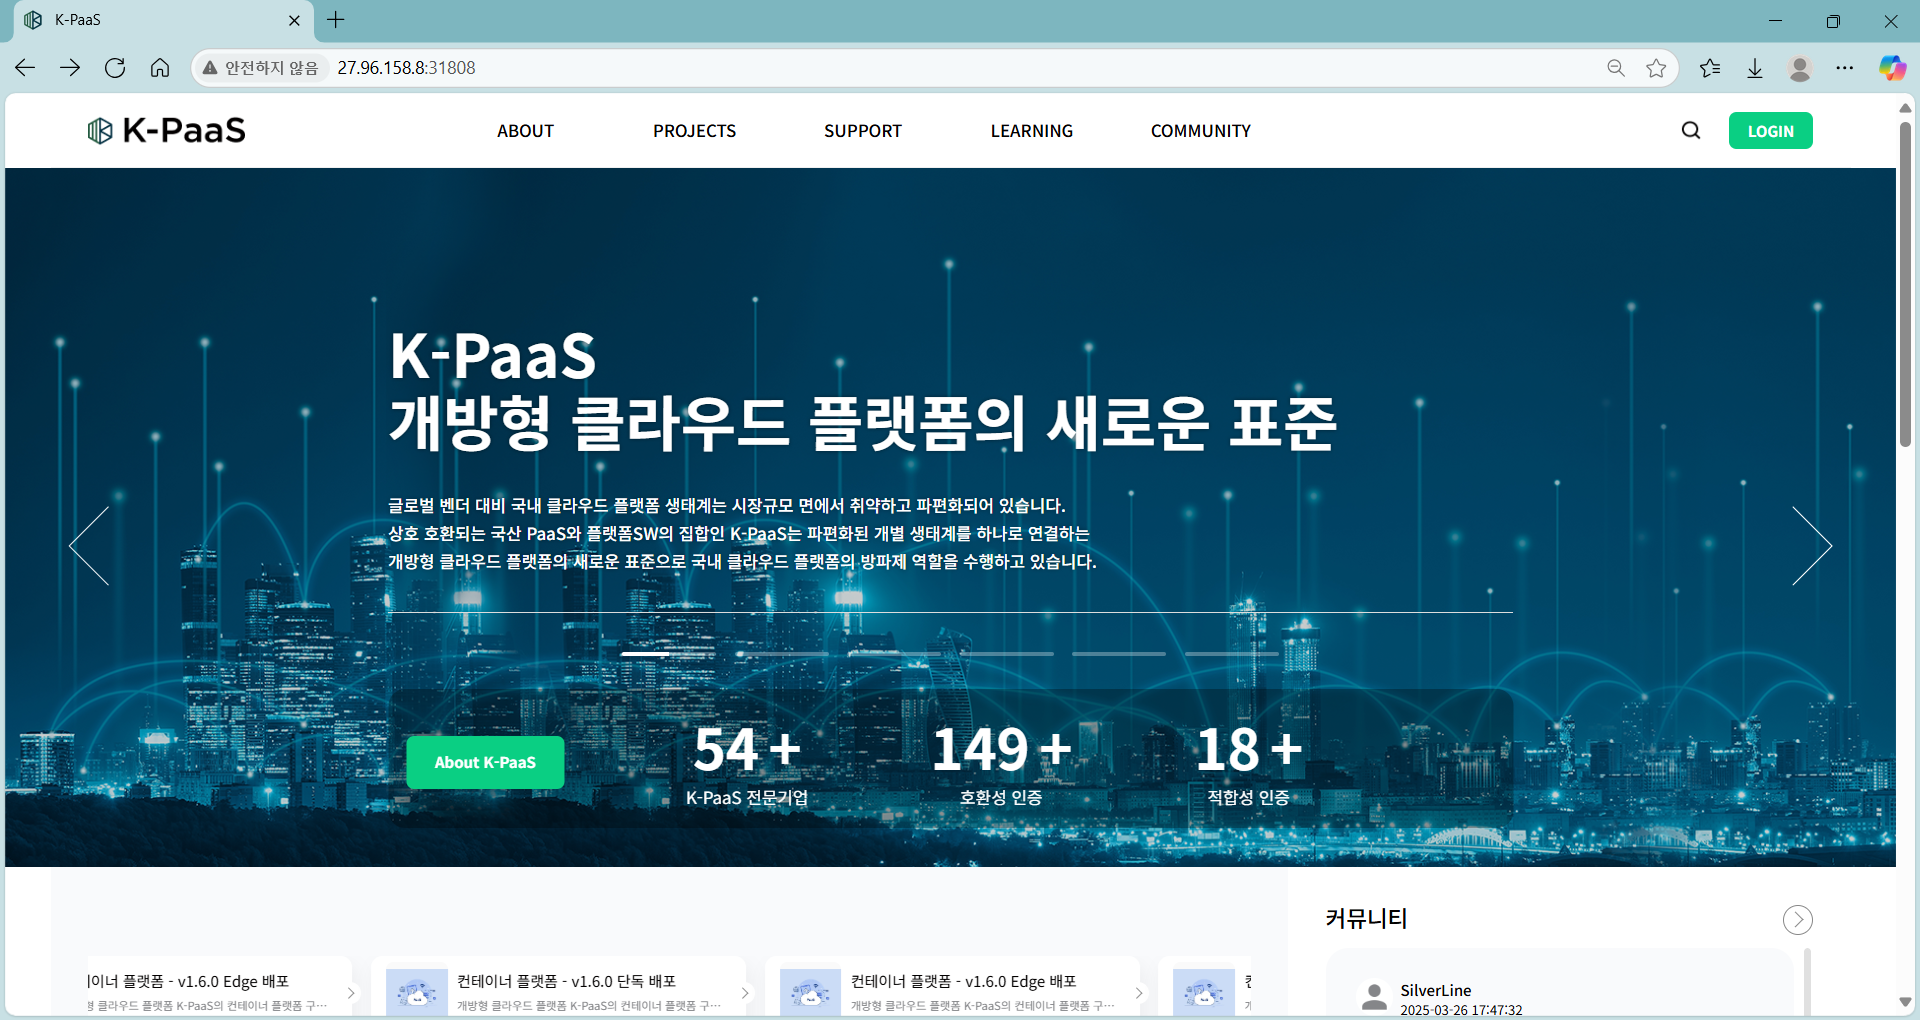 K-PaaS
안전하지 않음
27.96.158.8:31808
K-PaaS
ABOUT
PROJECTS
SUPPORT
LEARNING
COMMUNITY
LOGIN
K-PaaS
개방형 클라우드 플랫폼의 새로운 표준
글로벌 벤더 대비 국내 클라우드 플랫폼 생태계는 시장규모 면에서 취약하고 파편화되어 있습니다.
상호 호환되는 국산 PaaS와 플랫폼SW의 집합인 K-PaaS는 파편화된 개별 생태계를 하나로 연결하는
개방형 클라우드 플랫폼의 새로운 표준으로 국내 클라우드 플랫폼의 방파제 역할을 수행하고 있습니다.
About K-PaaS
54 +
K-PaaS 전문기업
149 +
호환성 인증
18 +
적합성 인증
이너 플랫폼 - v1.6.0 Edge 배포
클라우드 플랫폼 K-PaaS의 컨테이너 플랫폼 구…
컨테이너 플랫폼 - v1.6.0 단독 배포
개방형 클라우드 플랫폼 K-PaaS의 컨테이너 플랫폼 구…
컨테이너 플랫폼 - v1.6.0 Edge 배포
개방형 클라우드 플랫폼 K-PaaS의 컨테이너 플랫폼 구…
커뮤니티
SilverLine
2025-03-26 17:47:32